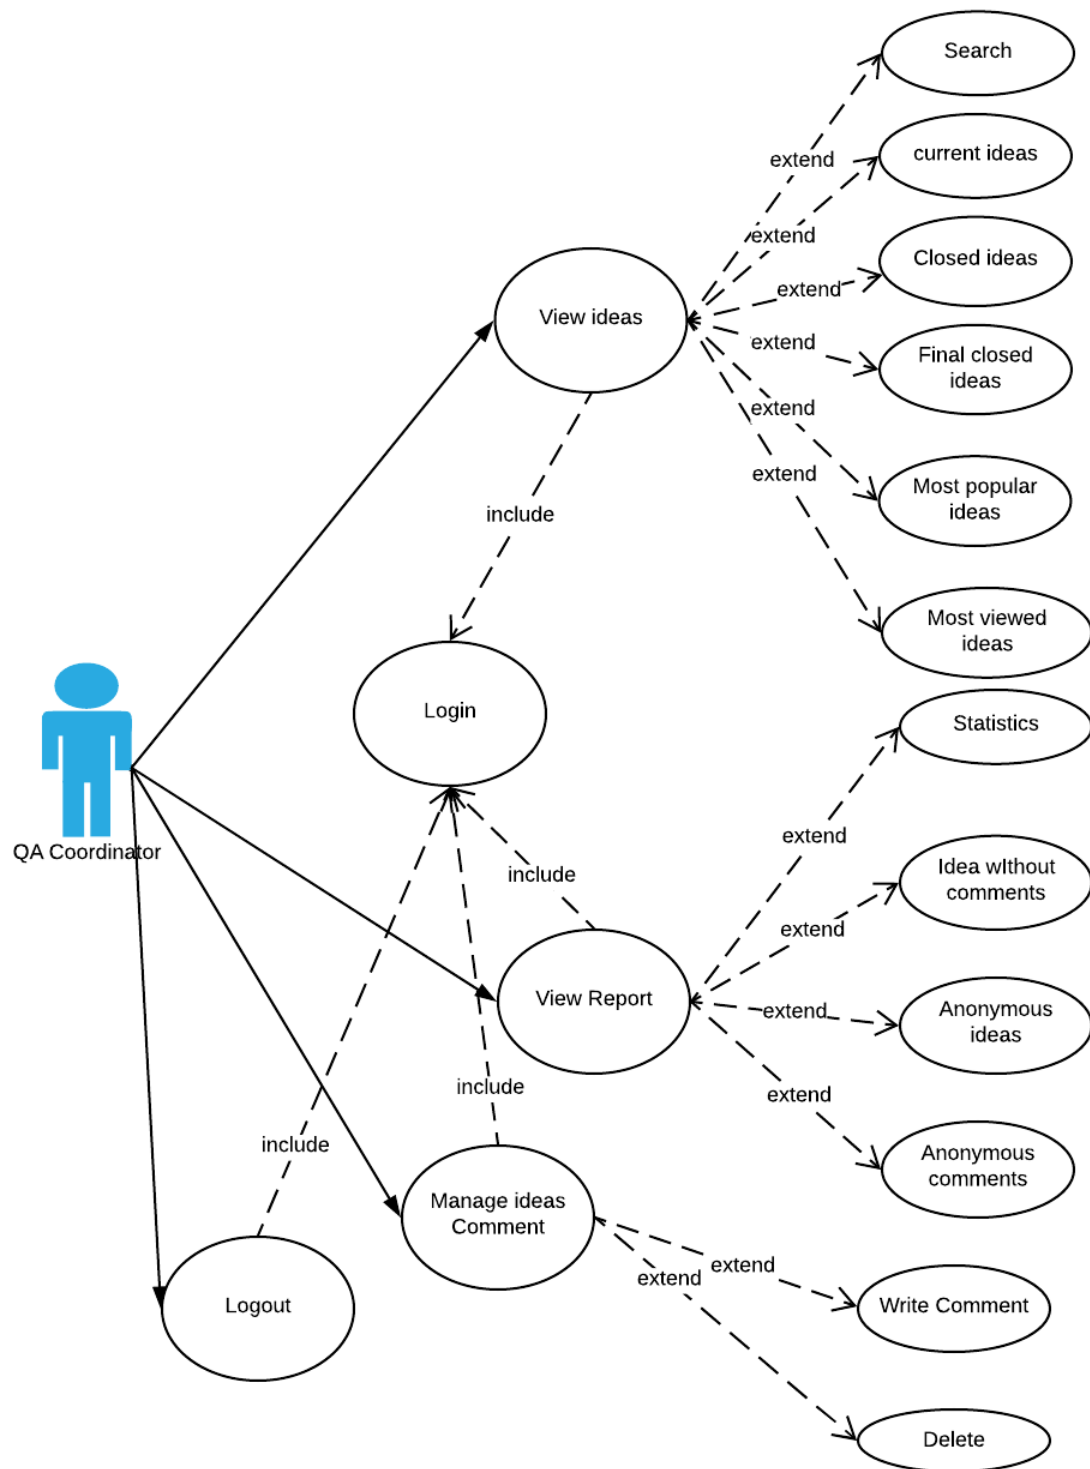 Search
extend
current ideas
extend
Closed ideas
extend
View ideas
extend
Final closed
ideas
extend
extend
Most popular
ideas
include
Most viewed
ideas
Login
Statistics
QA Coordinator
extend
include
Idea wIthout
comments
extend
View Report
extend
Anonymous
ideas
include
extend
include
Anonymous
comments
Manage ideas
Comment
extend
extend
Logout
Write Comment
Delete